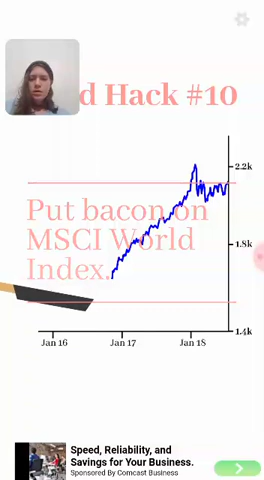 d Hack #10
2.2k
Put bacon on
MSCI World
Index.
1.8k
1.4k
Jan 16
Jan 17
Jan 18
Speed, Reliability, and
Savings for Your Business.
Sponsored By Comcast Business